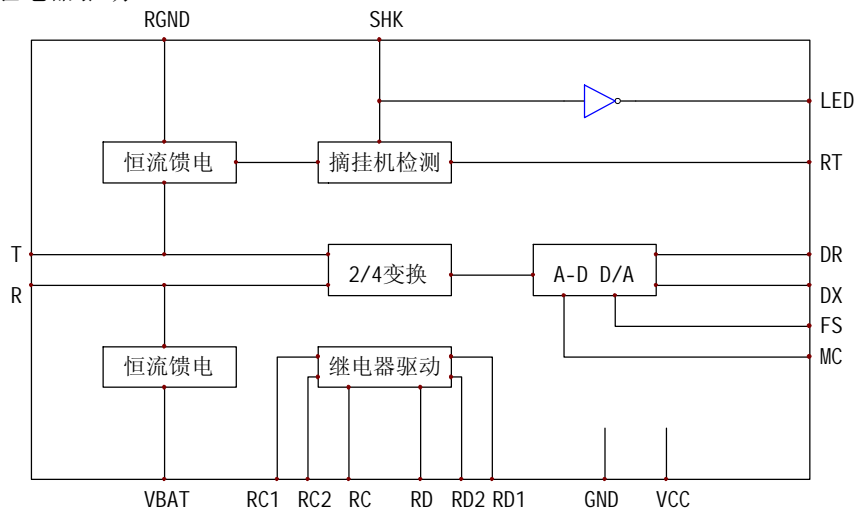 RGND SHK
LED
恒流馈电 摘挂机检测 RT
T 2/4变换 A-D D/A DR
R DX
FS
恒流馈电 继电器驱动 MC
VBAT RC1 RC2 RC RD RD2 RD1 GND VCC